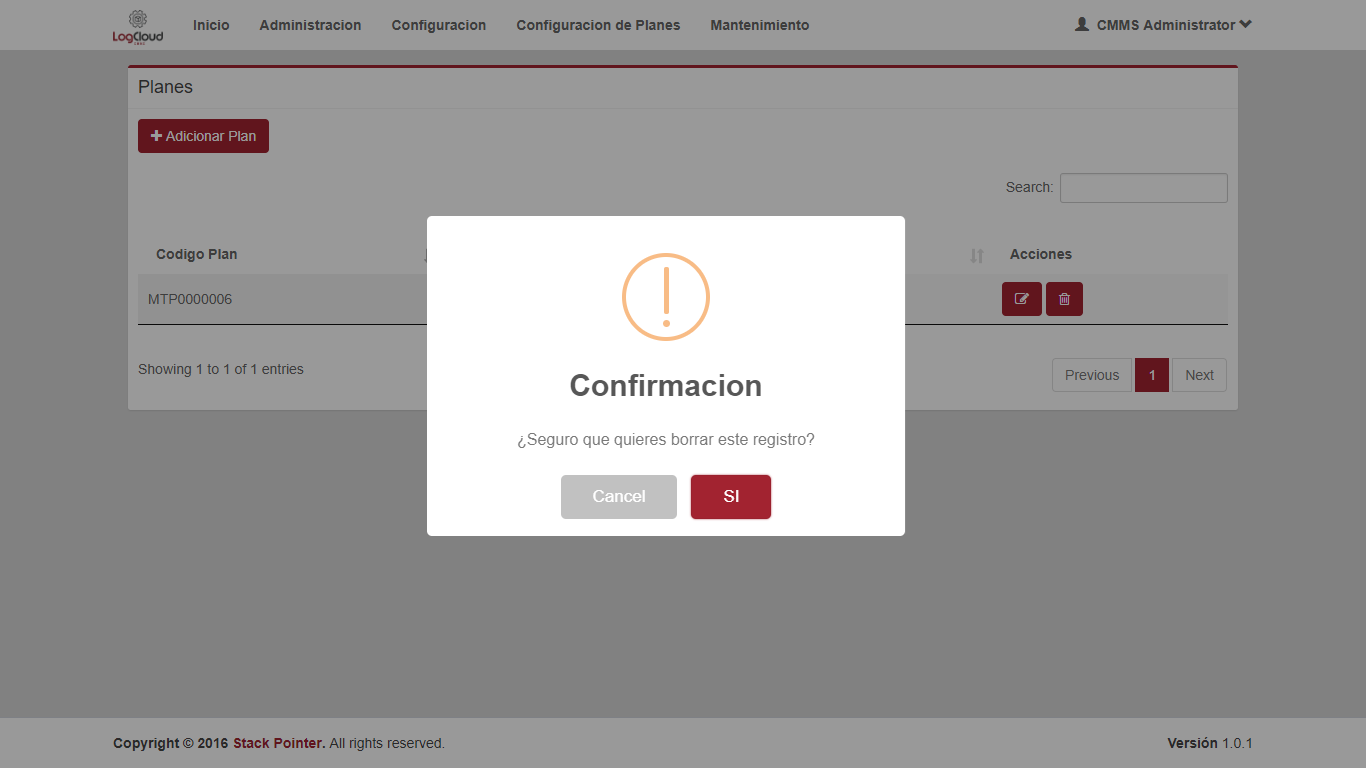 LogCloud
Inicio Administracion Configuracion Configuracion de Planes Mantenimiento CMMS Administrator
Planes
Adicionar Plan
Search:
Codigo Plan Acciones
MTP0000006
Showing 1 to 1 of 1 entries
Previous 1 Next
Confirmacion
¿Seguro que quieres borrar este registro?
Cancel SI
Copyright © 2016 Stack Pointer. All rights reserved. Versión 1.0.1